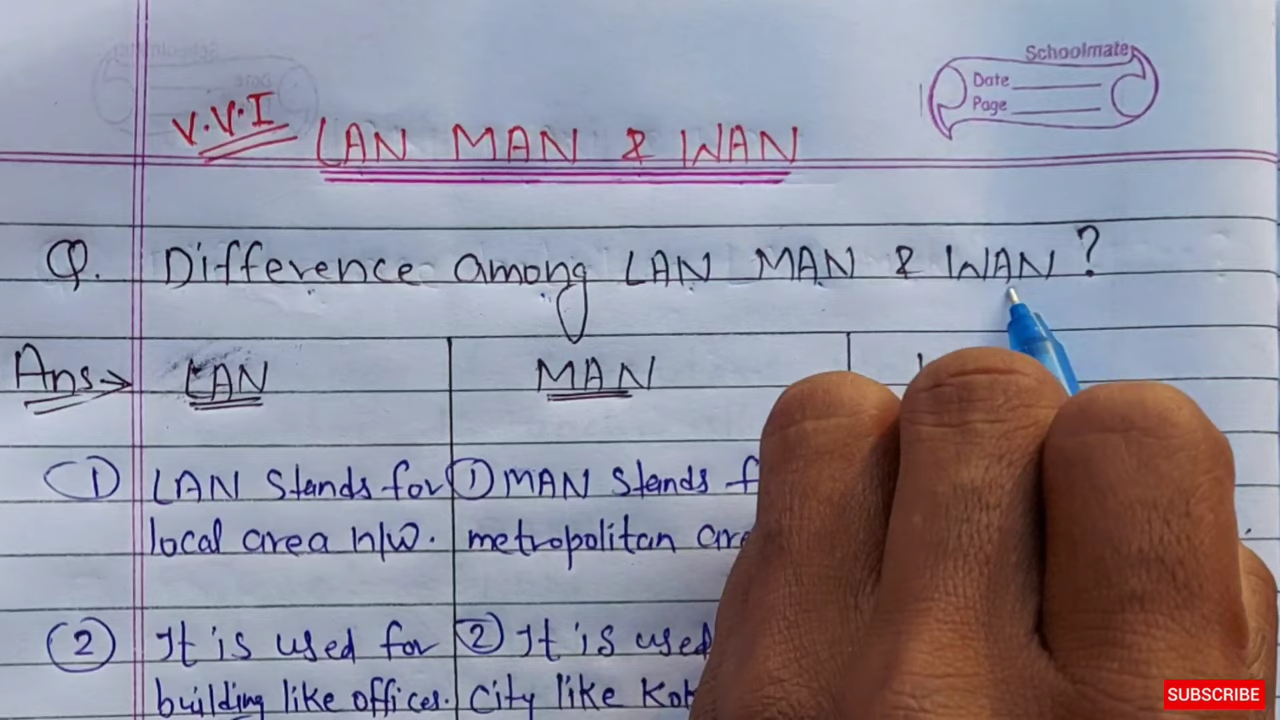 Schoolmate
Date
Page
V.V.I LAN MAN & WAN
Q. Difference among LAN MAN & WAN?
Ans→ LAN MAN
① LAN Stands for ① MAN Stands
local area n/w. metropolitan
② It is used for ② It is used
building like offices. City like
SUBSCRIBE